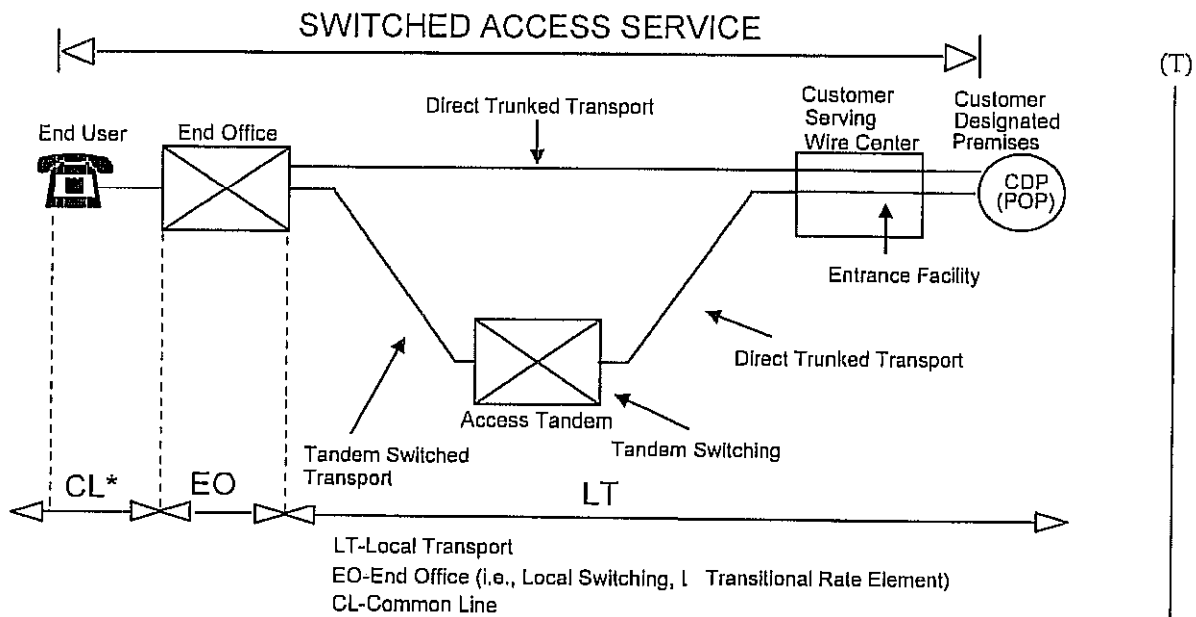 SWITCHED ACCESS SERVICE
(T)
Direct Trunked Transport
Customer
Serving
Wire Center
Customer
Designated
Premises
End User
End Office
CDP
(POP)
Entrance Facility
Direct Trunked Transport
Access Tandem
Tandem Switched
Transport
Tandem Switching
CL*
EO
LT
LT-Local Transport
EO-End Office (i.e., Local Switching, Transitional Rate Element)
CL-Common Line